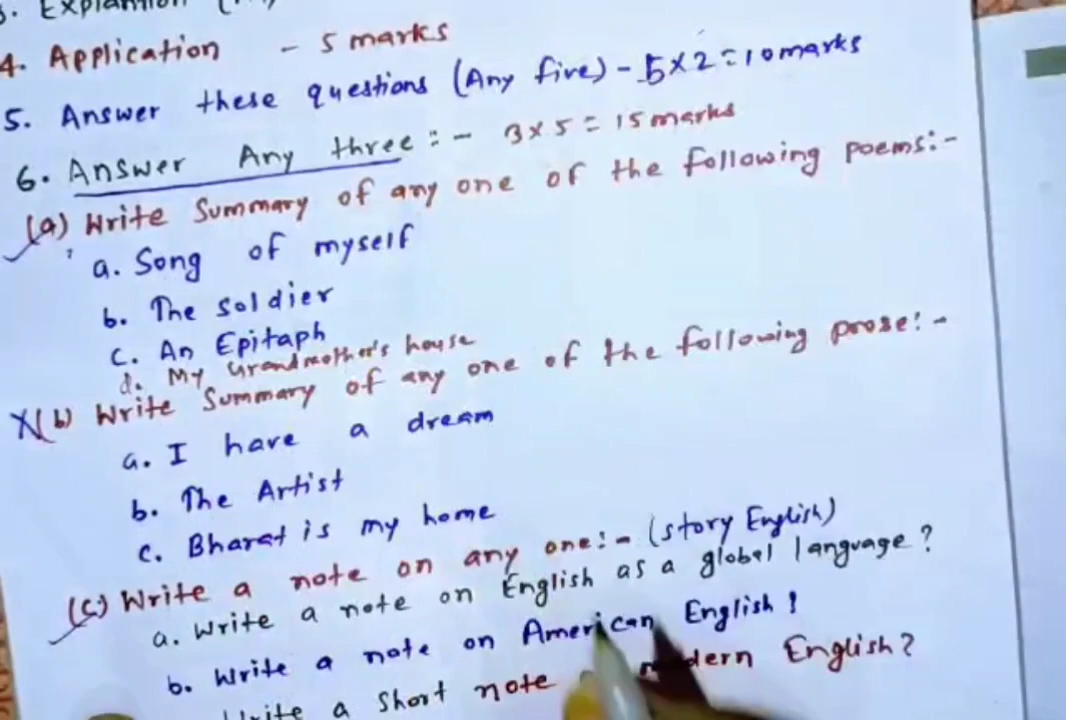 3. Explantion
4. Application - 5 marks
5. Answer these questions (Any five) - 5x2=10 marks
6. Answer Any three :- 3x5=15 marks
(a) Write Summary of any one of the following poems:-
a. Song of myself
b. The soldier
c. An Epitaph
d. My Grandmother's house
X(b) Write Summary of any one of the following prose:-
a. I have a dream
b. The Artist
c. Bharat is my home
(c) Write a note on any one:- (story English)
a. Write a note on English as a global language?
b. Write a note on American English!
Write a short note modern English?